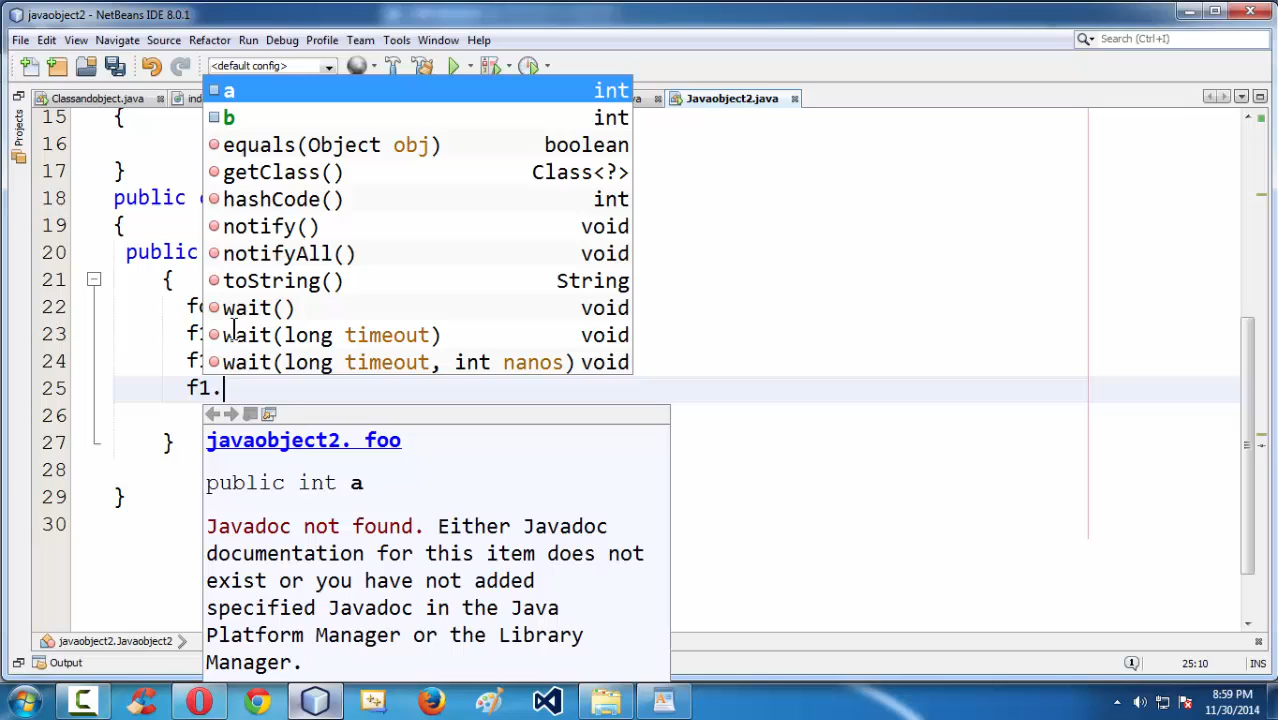 javaobject2 - NetBeans IDE 8.0.1
File Edit View Navigate Source Refactor Run Debug Profile Team Tools Window Help
Search (Ctrl+I)
<default config>
Classandobject.java
Javaobject2.java
Projects
a int
b int
equals(Object obj) boolean
getClass() Class<?>
hashCode() int
notify() void
notifyAll() void
toString() String
wait() void
wait(long timeout) void
wait(long timeout, int nanos) void
15 {
16
17 }
18 public
19 {
20 public
21 {
22
23
24
25 f1.
26
27 }
28
29 }
30
javaobject2. foo
public int a
Javadoc not found. Either Javadoc
documentation for this item does not
exist or you have not added
specified Javadoc in the Java
Platform Manager or the Library
Manager.
javaobject2.Javaobject2
Output
1
25:10
INS
8:59 PM
11/30/2014